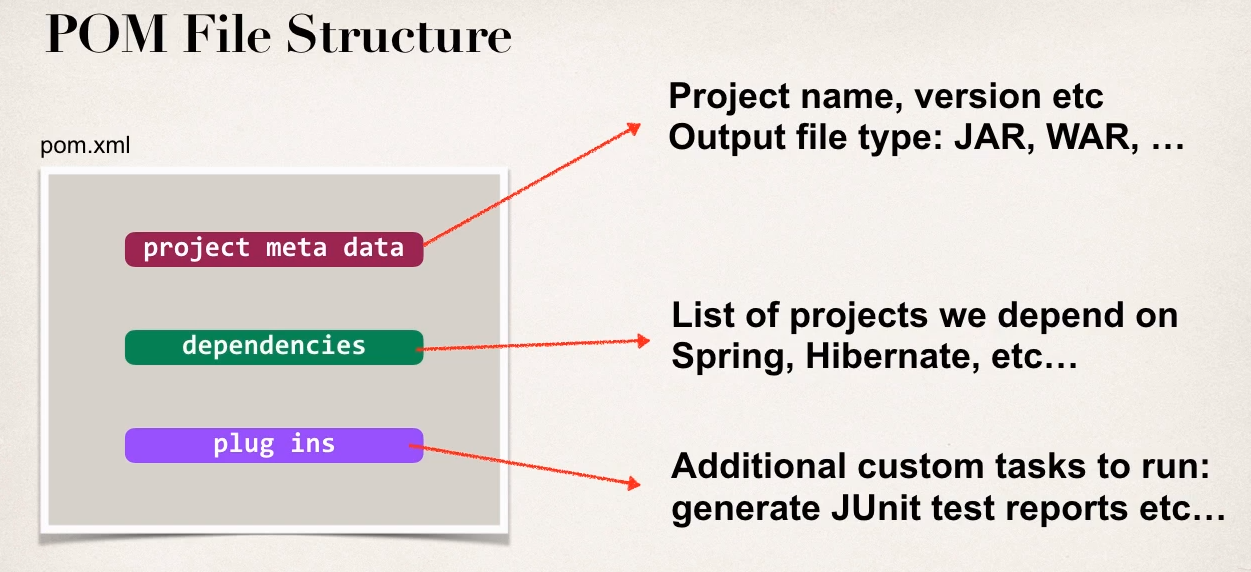 POM File Structure
pom.xml
project meta data
Project name, version etc
Output file type: JAR, WAR, …
dependencies
List of projects we depend on
Spring, Hibernate, etc…
plug ins
Additional custom tasks to run:
generate JUnit test reports etc…